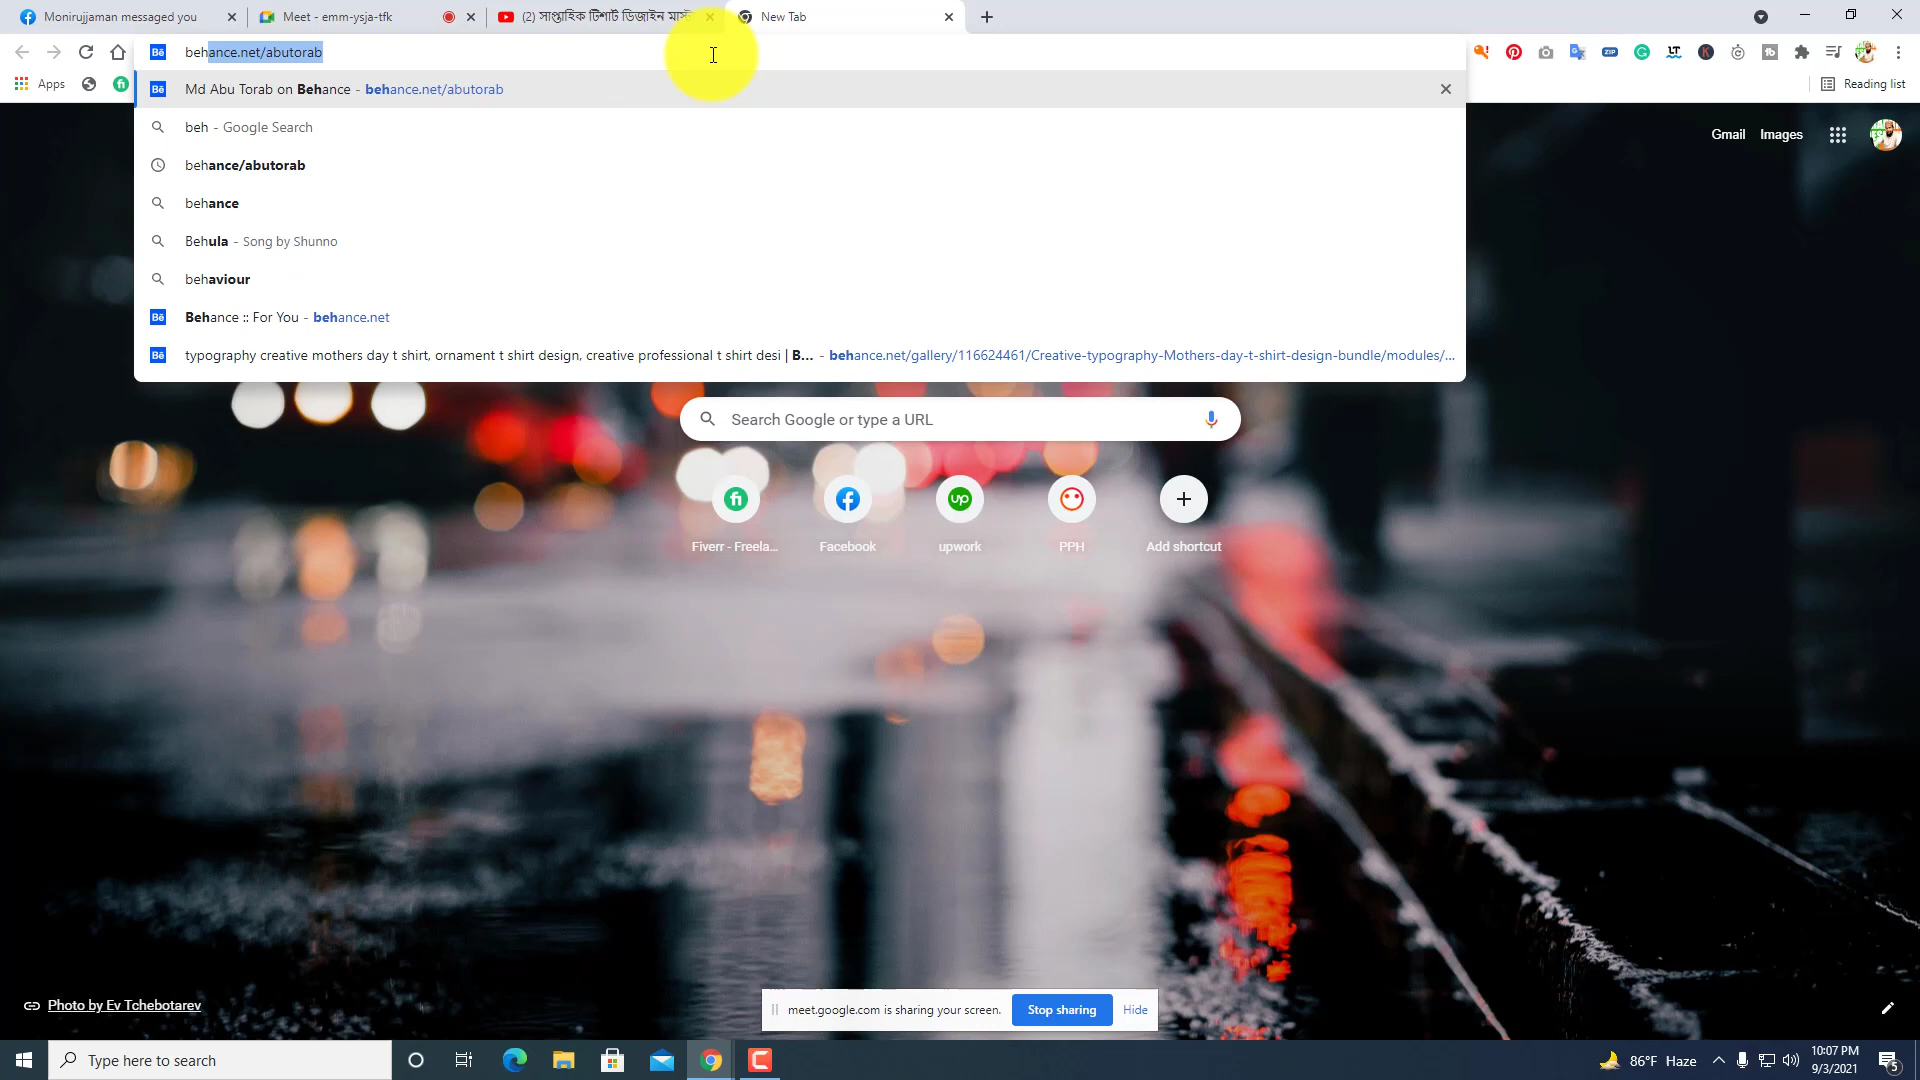 Monirujjaman messaged you
Meet - emm-ysja-tfk
(2) সাপ্তাহিক টিশার্ট ডিজাইন মাস্ট
New Tab
behance.net/abutorab
Apps
Reading list
Md Abu Torab on Behance - behance.net/abutorab
beh - Google Search
behance/abutorab
behance
Behula - Song by Shunno
behaviour
Behance :: For You - behance.net
typography creative mothers day t shirt, ornament t shirt design, creative professional t shirt desi | B... - behance.net/gallery/116624461/Creative-typography-Mothers-day-t-shirt-design-bundle/modules/...
Gmail Images
Search Google or type a URL
Fiverr - Freela...
Facebook
upwork
PPH
Add shortcut
Photo by Ev Tchebotarev
meet.google.com is sharing your screen.
Stop sharing
Hide
Type here to search
86°F Haze
10:07 PM
9/3/2021
5